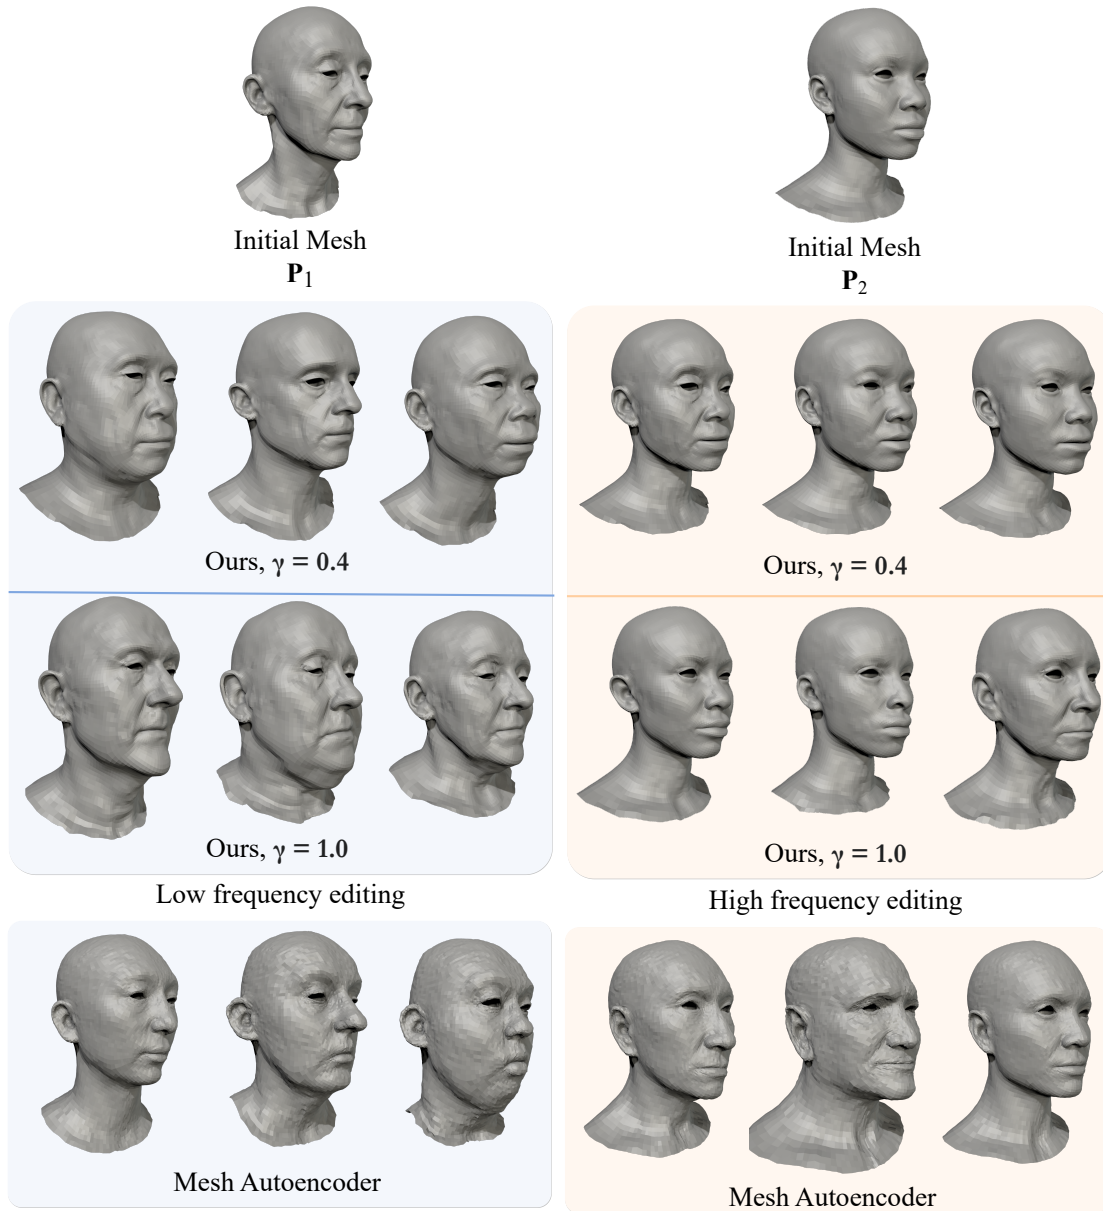 Initial Mesh
P₁
Initial Mesh
P₂
Ours, γ = 0.4
Ours, γ = 0.4
Ours, γ = 1.0
Ours, γ = 1.0
Low frequency editing
High frequency editing
Mesh Autoencoder
Mesh Autoencoder